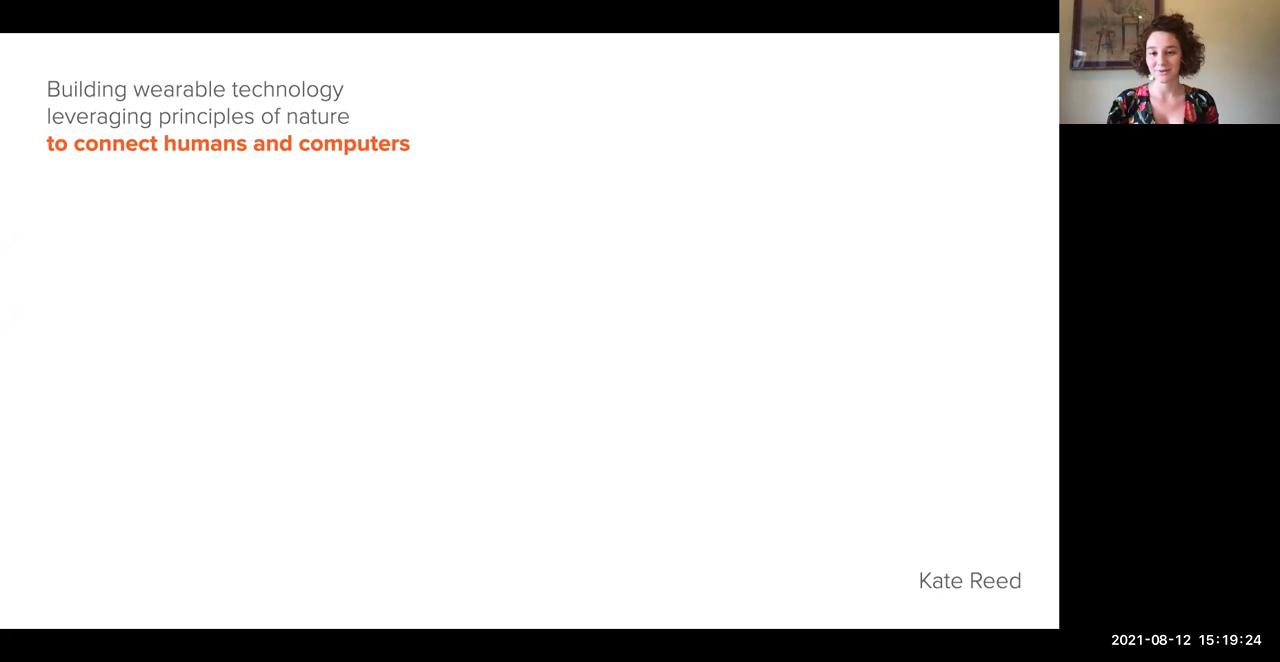 Building wearable technology
leveraging principles of nature
to connect humans and computers
Kate Reed
2021-08-12 15:19:24